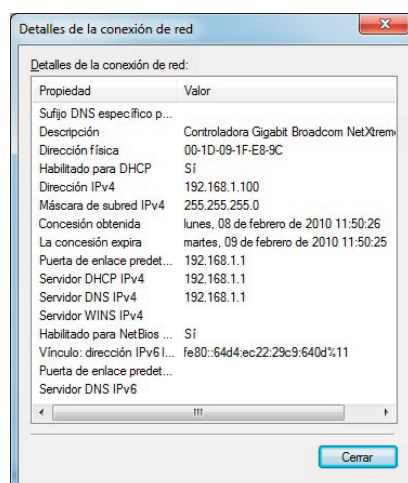 Detalles de la conexión de red
Detalles de la conexión de red:
Propiedad Valor
Sufijo DNS específico p...
Descripción Controladora Gigabit Broadcom NetXtreme
Dirección física 00-1D-09-1F-E8-9C
Habilitado para DHCP Sí
Dirección IPv4 192.168.1.100
Máscara de subred IPv4 255.255.255.0
Concesión obtenida lunes, 08 de febrero de 2010 11:50:26
La concesión expira martes, 09 de febrero de 2010 11:50:25
Puerta de enlace predet... 192.168.1.1
Servidor DHCP IPv4 192.168.1.1
Servidor DNS IPv4 192.168.1.1
Servidor WINS IPv4
Habilitado para NetBios ... Sí
Vínculo: dirección IPv6 l... fe80::64d4:ec22:29c9:640d%11
Puerta de enlace predet...
Servidor DNS IPv6
Cerrar